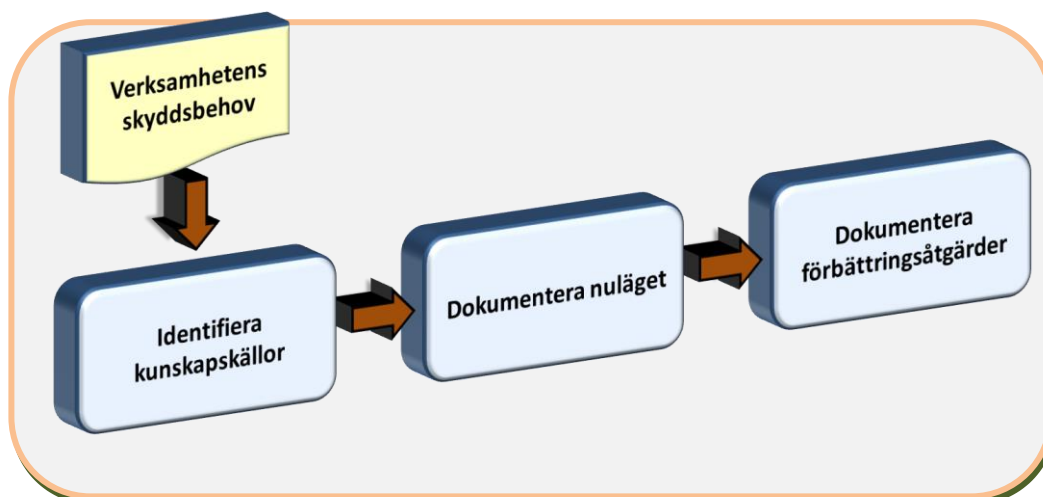 Verksamhetens
skyddsbehov
Identifiera
kunskapskällor
Dokumentera nuläget
Dokumentera
förbättringsåtgärder